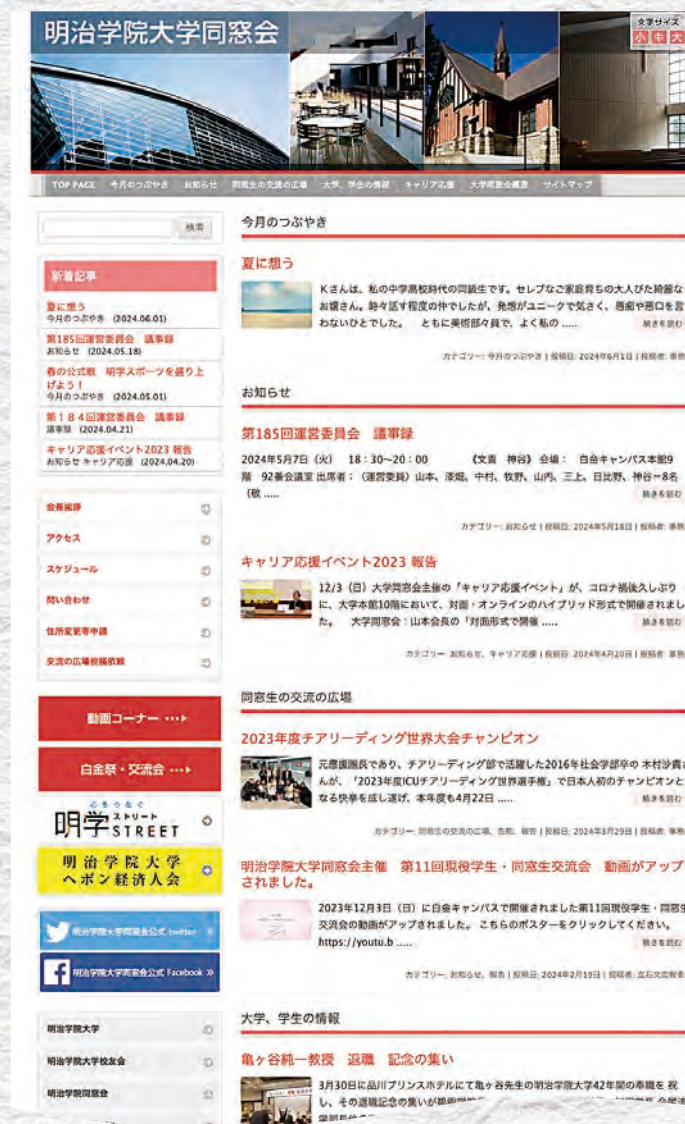 明治学院大学同窓会
文字サイズ
小 中 大
TOP PAGE 今月のつぶやき お知らせ 同窓生の交流の広場 大学、学生の情報 キャリア応援 大学同窓会概要 サイトマップ
検索
新着記事
夏に想う
今月のつぶやき (2024.06.01)
第185回運営委員会 議事録
お知らせ (2024.05.18)
春の公式戦 明学スポーツを盛り
上げよう!
今月のつぶやき (2024.05.01)
第184回運営委員会 議事録
議事録 (2024.04.21)
キャリア応援イベント2023 報告
お知らせ キャリア応援 (2024.04.20)
会長挨拶
アクセス
スケジュール
問い合わせ
住所変更等申請
交流の広場投稿依頼
動画コーナー ····▶
白金祭・交流会 ····▶
心をつなぐ
明学ストリート
STREET
明治学院大学
ヘボン経済人会
明治学院大学同窓会公式 twitter »
明治学院大学同窓会公式 Facebook »
明治学院大学
明治学院大学校友会
明治学院同窓会
今月のつぶやき
夏に想う
Kさんは、私の中学高校時代の同級生です。セレブなご家庭育ちの大人びた綺麗な
お嬢さん。時々話す程度の仲でしたが、発想がユニークで気さく、愚痴や悪口を言
わないひとでした。 ともに美術部々員で、よく私の .....
続きを読む
カテゴリー: 今月のつぶやき | 投稿日: 2024年6月1日 | 投稿者: 事務
お知らせ
第185回運営委員会 議事録
2024年5月7日(火) 18:30~20:00 《文責 神谷》 会場: 白金キャンパス本館9
階 92番会議室 出席者:(運営委員)山本、漆畑、中村、牧野、山内、三上、日比野、神谷=8名
(敬 .....
続きを読む
カテゴリー: お知らせ | 投稿日: 2024年5月18日 | 投稿者: 事務
キャリア応援イベント2023 報告
12/3(日)大学同窓会主催の「キャリア応援イベント」が、コロナ禍後久しぶり
に、大学本館10階において、対面・オンラインのハイブリッド形式で開催されまし
た。 大学同窓会:山本会長の「対面形式で開催 .....
続きを読む
カテゴリー: お知らせ、キャリア応援 | 投稿日: 2024年4月20日 | 投稿者: 事務
同窓生の交流の広場
2023年度チアリーディング世界大会チャンピオン
元應援團長であり、チアリーディング部で活躍した2016年社会学部卒の 木村沙貴さ
んが、「2023年度ICUチアリーディング世界選手権」で日本人初のチャンピオンと
なる快挙を成し遂げ、本年度も4月22日 .....
続きを読む
カテゴリー: 同窓生の交流の広場、告知、報告 | 投稿日: 2024年3月29日 | 投稿者: 事務
明治学院大学同窓会主催 第11回現役学生・同窓生交流会 動画がアップ
されました。
2023年12月3日(日)に白金キャンパスで開催されました第11回現役学生・同窓生
交流会の動画がアップされました。 こちらのポスターをクリックしてください。
https://youtu.b .....
続きを読む
カテゴリー: お知らせ、報告 | 投稿日: 2024年2月19日 | 投稿者: 立石文広報委
大学、学生の情報
亀ヶ谷純一教授 退職 記念の集い
3月30日に品川プリンスホテルにて亀ヶ谷先生の明治学院大学42年間の奉職を 祝
し、その退職記念の集いが